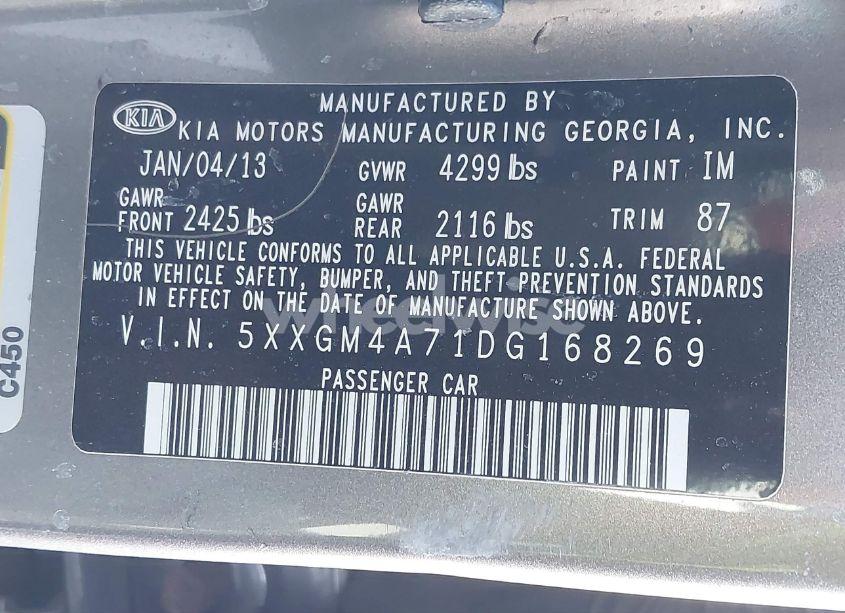 MANUFACTURED BY
KIA KIA MOTORS MANUFACTURING GEORGIA, INC.
JAN/04/13 GVWR 4299 lbs PAINT IM
GAWR FRONT 2425 lbs GAWR REAR 2116 lbs TRIM 87
THIS VEHICLE CONFORMS TO ALL APPLICABLE U.S.A. FEDERAL
MOTOR VEHICLE SAFETY, BUMPER, AND THEFT PREVENTION STANDARDS
IN EFFECT ON THE DATE OF MANUFACTURE SHOWN ABOVE.
V.I.N. 5XXGM4A71DG168269
PASSENGER CAR
C450
wheelwise